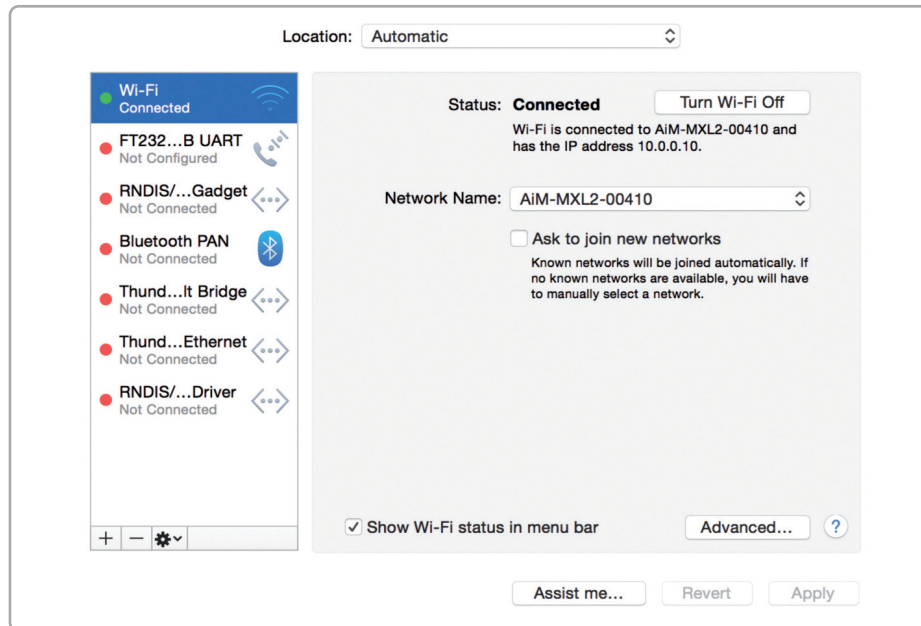 Location: Automatic
Wi-Fi
Connected
FT232...B UART
Not Configured
RNDIS/...Gadget
Not Connected
Bluetooth PAN
Not Connected
Thund...lt Bridge
Not Connected
Thund...Ethernet
Not Connected
RNDIS/...Driver
Not Connected
Status: Connected
Turn Wi-Fi Off
Wi-Fi is connected to AiM-MXL2-00410 and
has the IP address 10.0.0.10.
Network Name: AiM-MXL2-00410
Ask to join new networks
Known networks will be joined automatically. If
no known networks are available, you will have
to manually select a network.
Show Wi-Fi status in menu bar
Advanced...
?
Assist me...
Revert
Apply